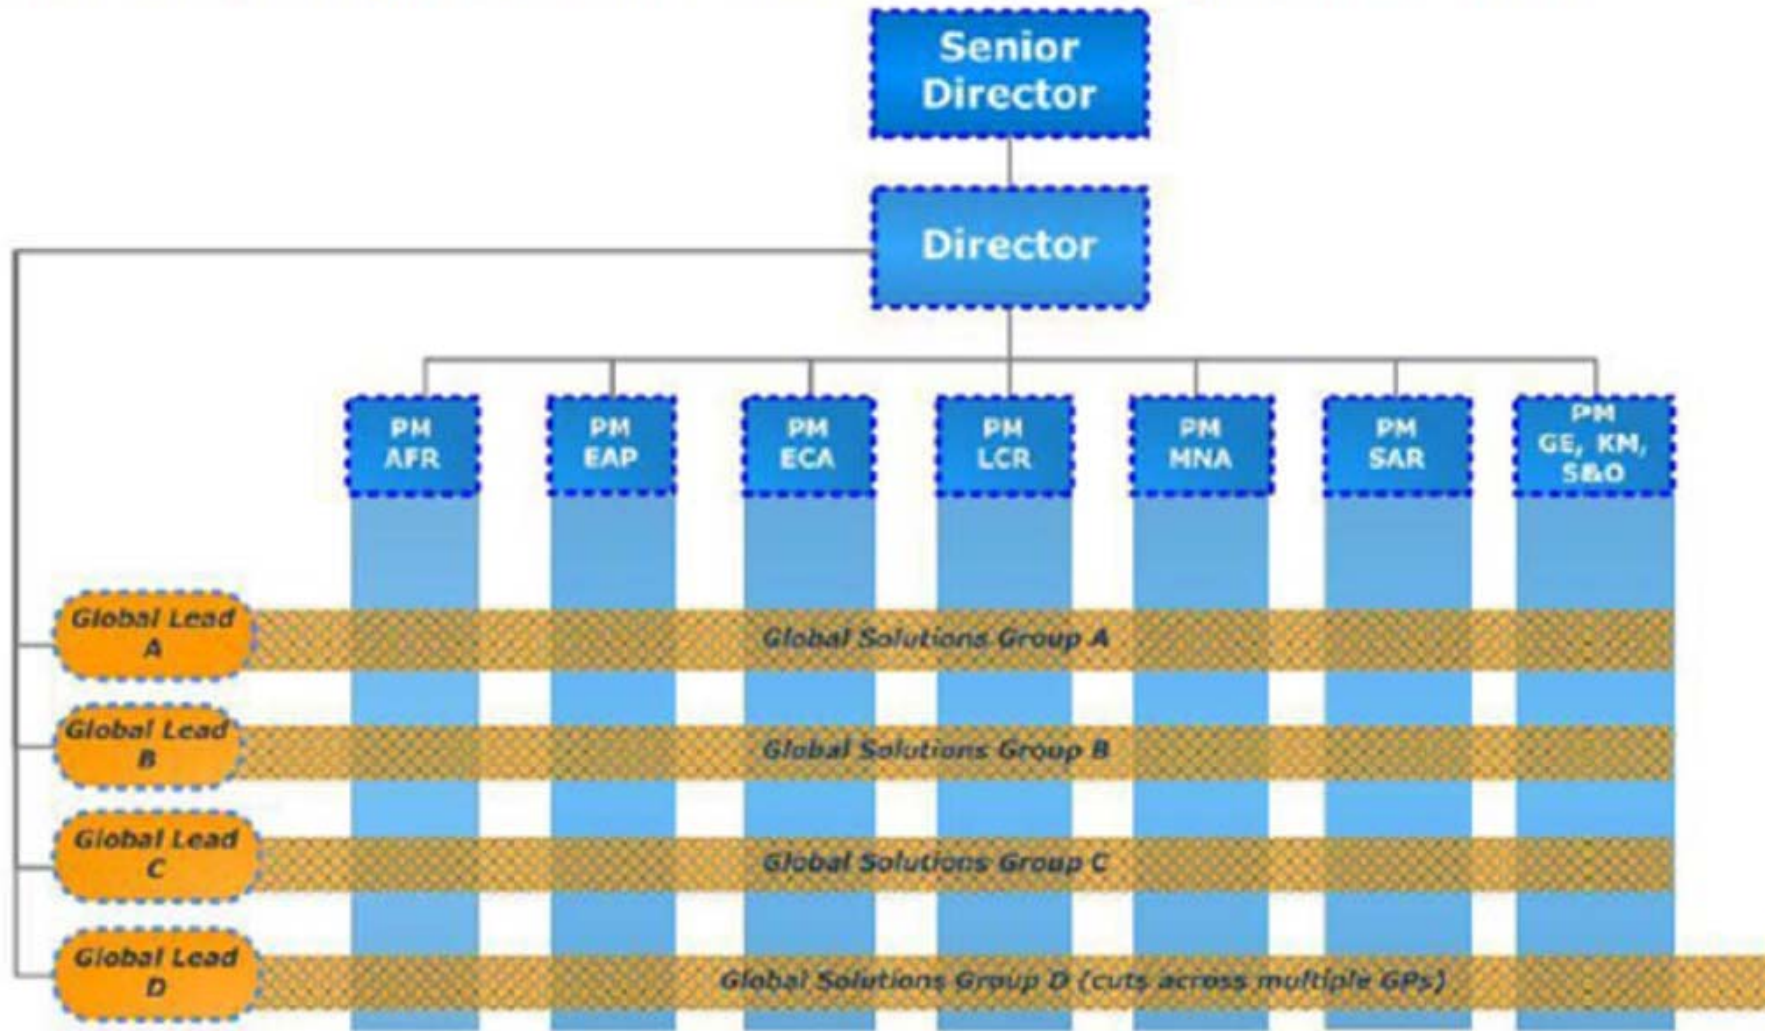 Senior
Director
Director
PM
AFR
PM
EAP
PM
ECA
PM
LCR
PM
MNA
PM
SAR
PM
GE, KM,
S&O
Global Lead
A
Global Solutions Group A
Global Lead
B
Global Solutions Group B
Global Lead
C
Global Solutions Group C
Global Lead
D
Global Solutions Group D (cuts across multiple GPs)